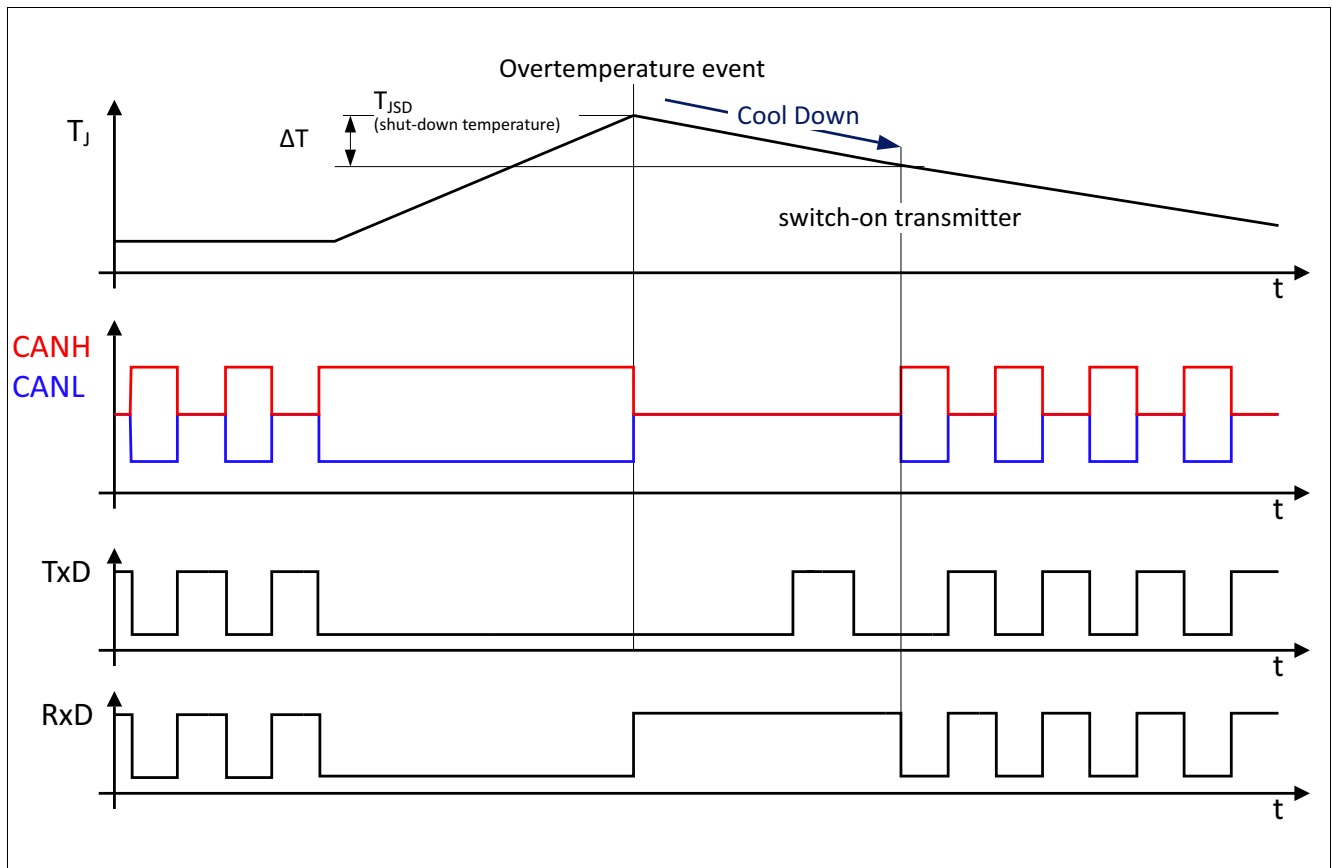 Overtemperature event
T_JSD
(shut-down temperature)
Cool Down
T_J
ΔT
switch-on transmitter
t
CANH
CANL
t
TxD
t
RxD
t